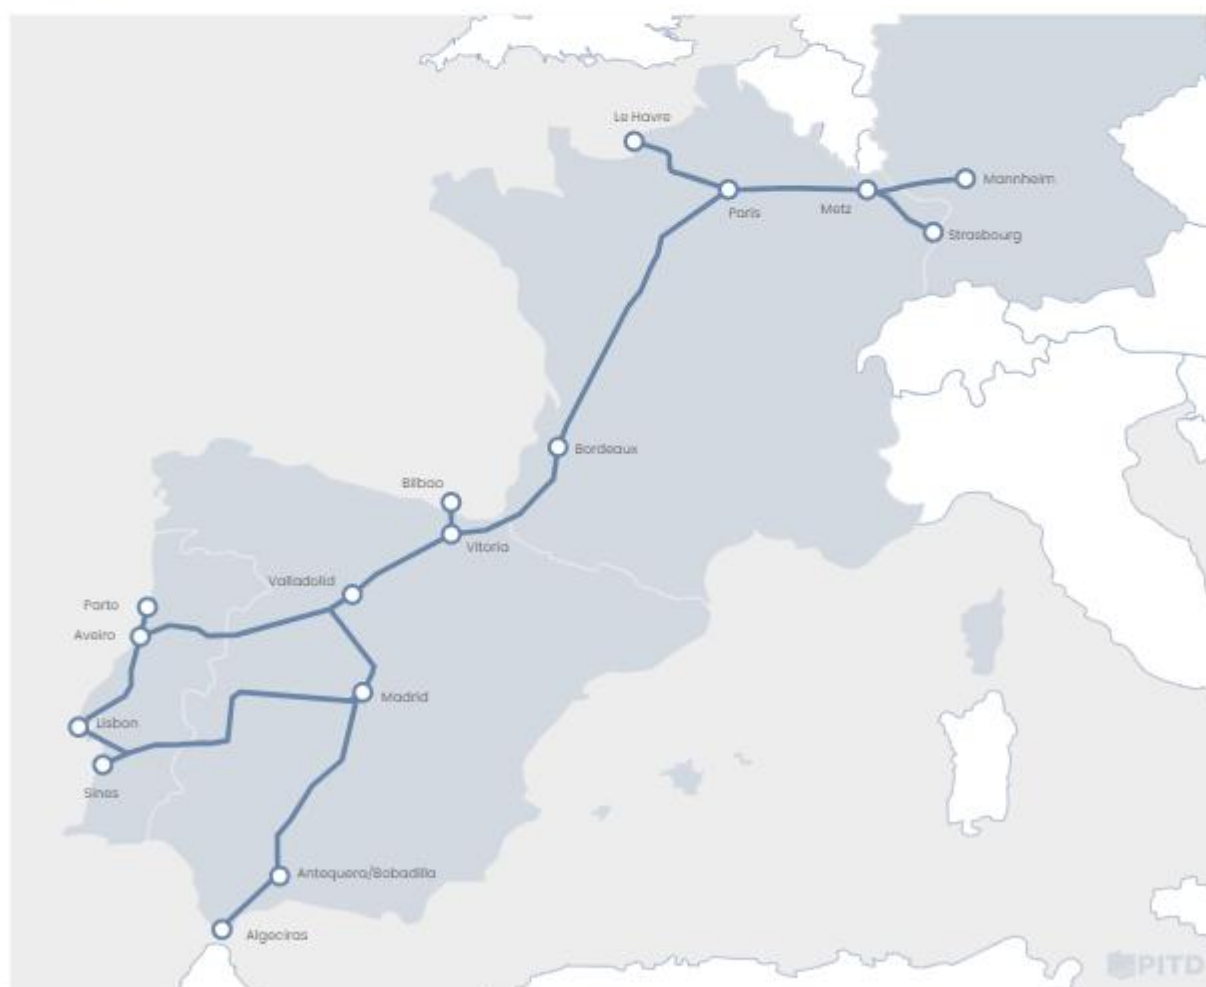 Le Havre
Mannheim
Paris
Metz
Strasbourg
Bordeaux
Bilbao
Vitoria
Valladolid
Porto
Aveiro
Madrid
Lisbon
Sines
Antequera/Bobadilla
Algeciras
PITD